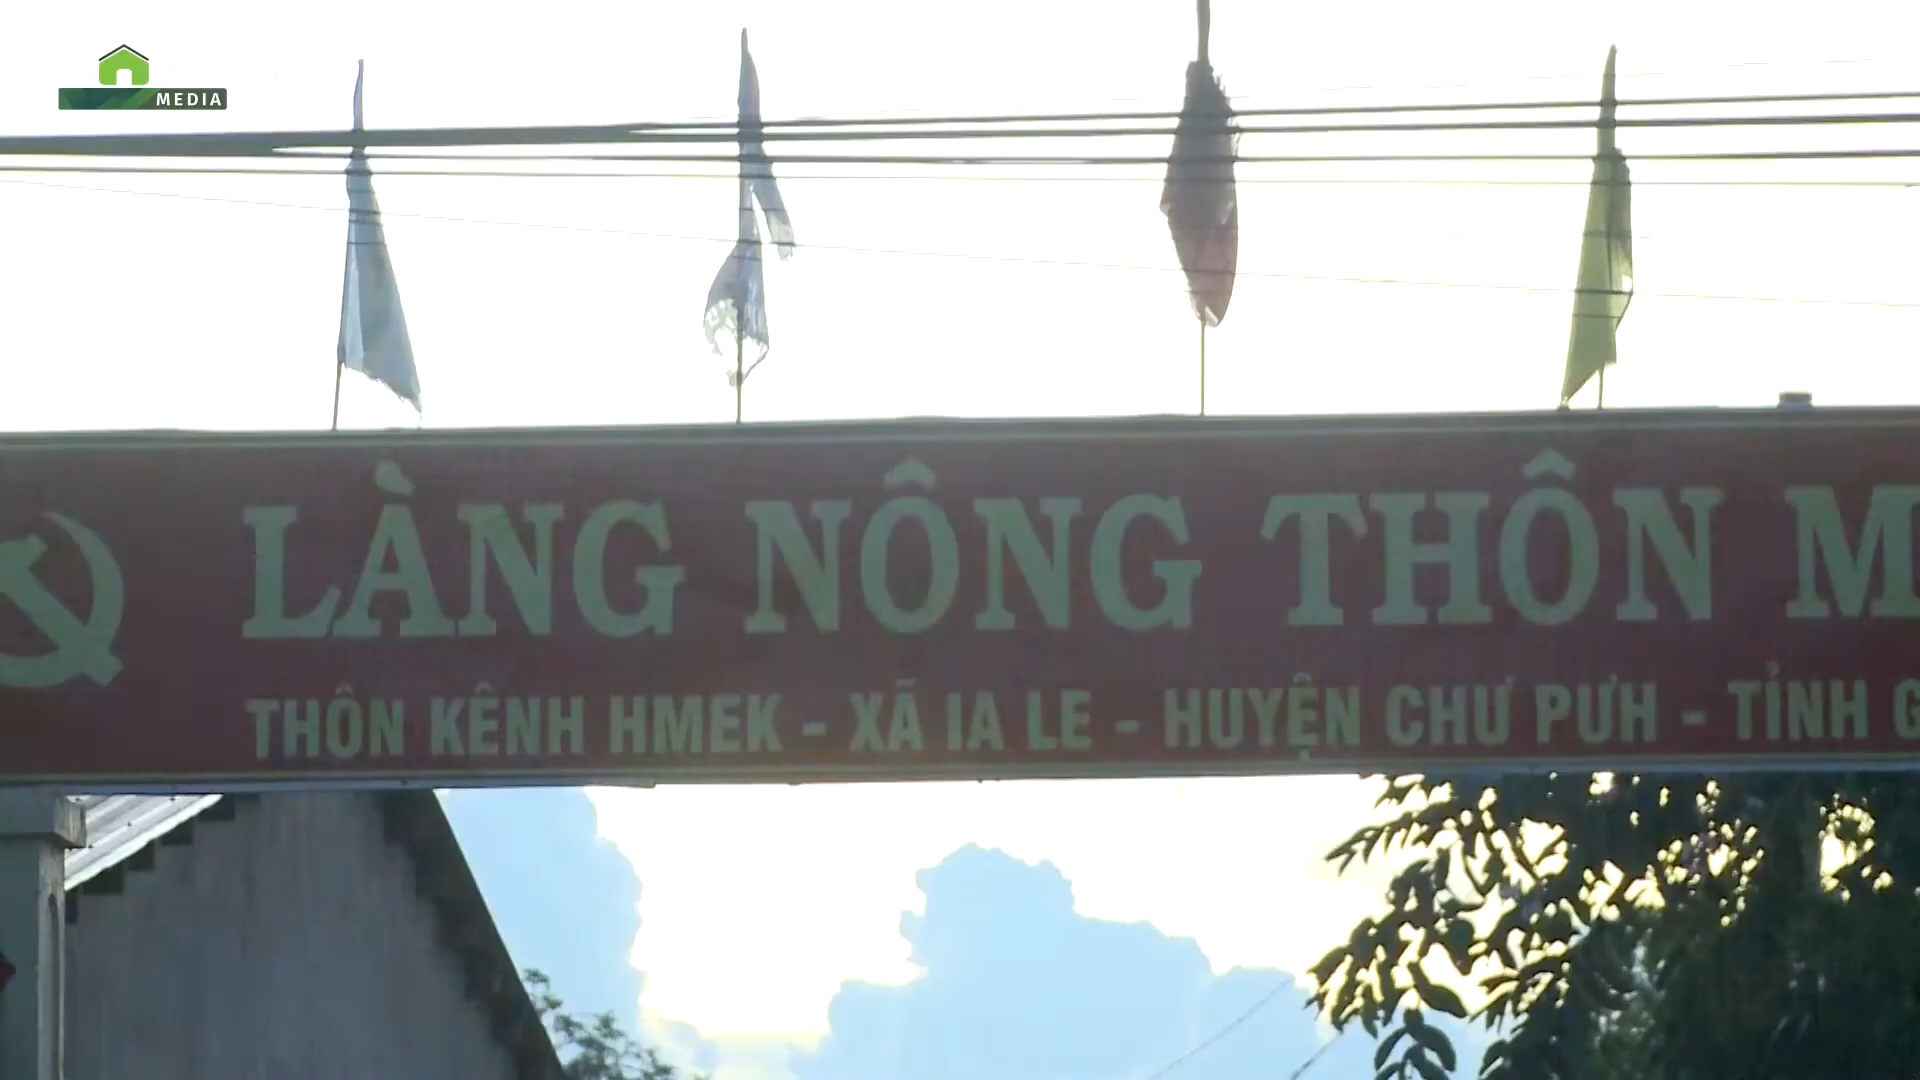 MEDIA
LÀNG NÔNG THÔN M
THÔN KÊNH HMEK - XÃ IA LE - HUYỆN CHƯ PƯH - TỈNH G